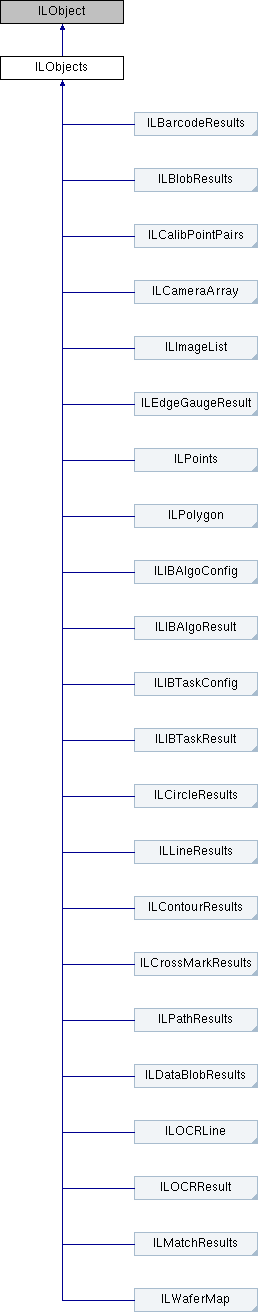 ILObject
ILObjects
ILBarcodeResults
ILBlobResults
ILCalibPointPairs
ILCameraArray
ILImageList
ILEdgeGaugeResult
ILPoints
ILPolygon
ILIBAlgoConfig
ILIBAlgoResult
ILIBTaskConfig
ILIBTaskResult
ILCircleResults
ILLineResults
ILContourResults
ILCrossMarkResults
ILPathResults
ILDataBlobResults
ILOCRLine
ILOCRResult
ILMatchResults
ILWaferMap